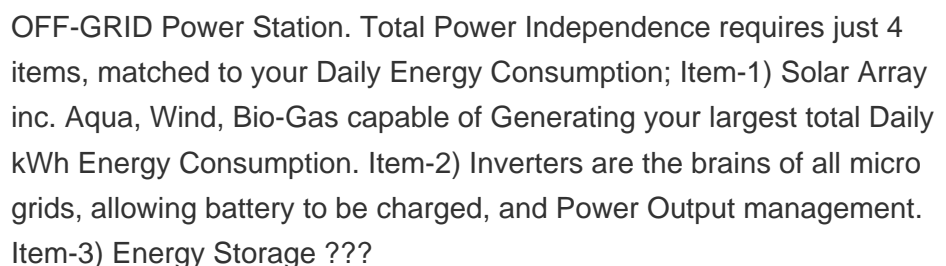 OFF-GRID Power Station. Total Power Independence requires just 4
items, matched to your Daily Energy Consumption; Item-1) Solar Array
inc. Aqua, Wind, Bio-Gas capable of Generating your largest total Daily
kWh Energy Consumption. Item-2) Inverters are the brains of all micro
grids, allowing battery to be charged, and Power Output management.
Item-3) Energy Storage ???